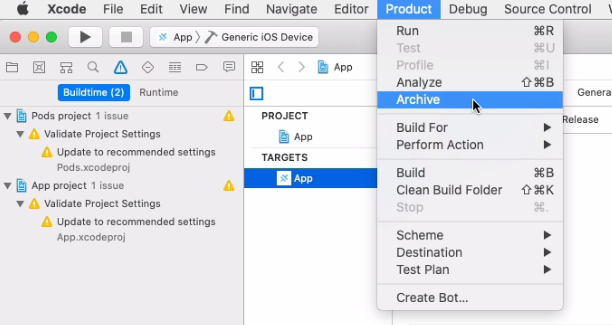 Xcode File Edit View Find Navigate Editor Product Debug Source Control
App Generic iOS Device
App
Buildtime (2) Runtime
Pods project 1 issue
Validate Project Settings
Update to recommended settings
Pods.xcodeproj
App project 1 issue
Validate Project Settings
Update to recommended settings
App.xcodeproj
PROJECT
App
TARGETS
App
Run ⌘R
Test ⌘U
Profile ⌘I
Analyze ⇧⌘B
Archive
Build For
Perform Action
Build ⌘B
Clean Build Folder ⇧⌘K
Stop ⌘.
Scheme
Destination
Test Plan
Create Bot...
Genera
Release